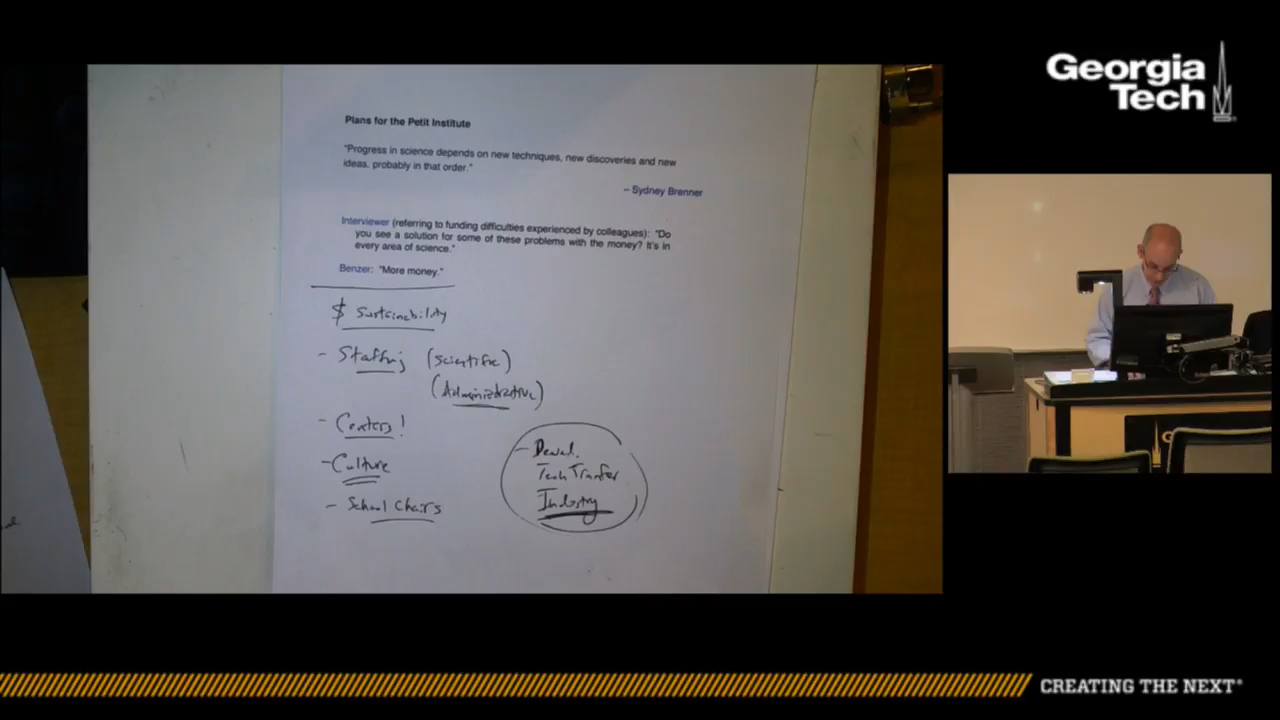 Plans for the Petit Institute
"Progress in science depends on new techniques, new discoveries and new
ideas, probably in that order."
– Sydney Brenner
Interviewer (referring to funding difficulties experienced by colleagues): "Do
you see a solution for some of these problems with the money? It's in
every area of science."
Benzer: "More money."
$ Sustainability
- Staffing (Scientific)
(Administrative)
- Centers!
- Culture
- School Chairs
- Devel.
Tech Transfer
Industry
Georgia
Tech
CREATING THE NEXT